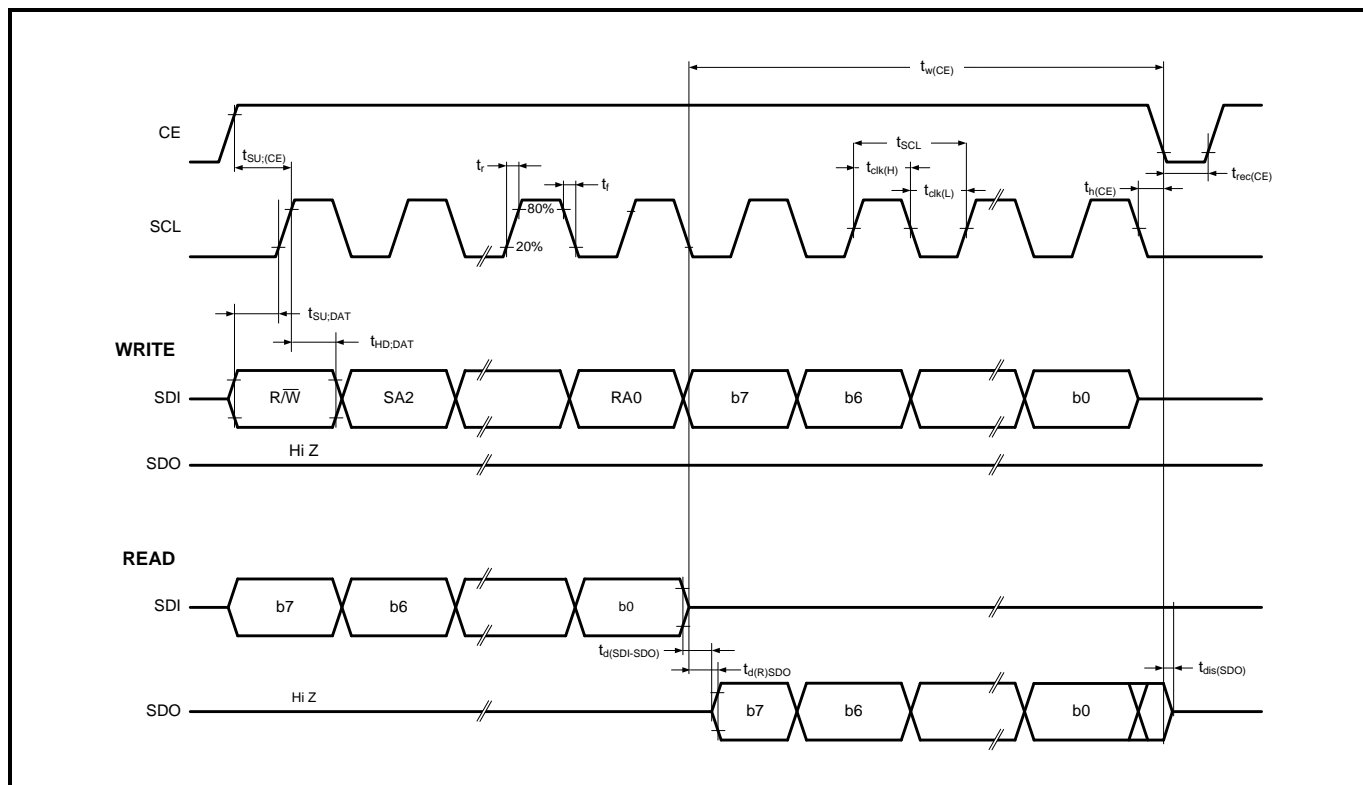 tw(CE)
CE
tSU;(CE)
tr
tf
tSCL
tclk(H)
tclk(L)
th(CE)
trec(CE)
SCL
80%
20%
tSU;DAT
tHD;DAT
WRITE
SDI R/W̅ SA2 RA0 b7 b6 b0
Hi Z
SDO
READ
SDI b7 b6 b0
td(SDI-SDO)
td(R)SDO
tdis(SDO)
Hi Z
SDO b7 b6 b0